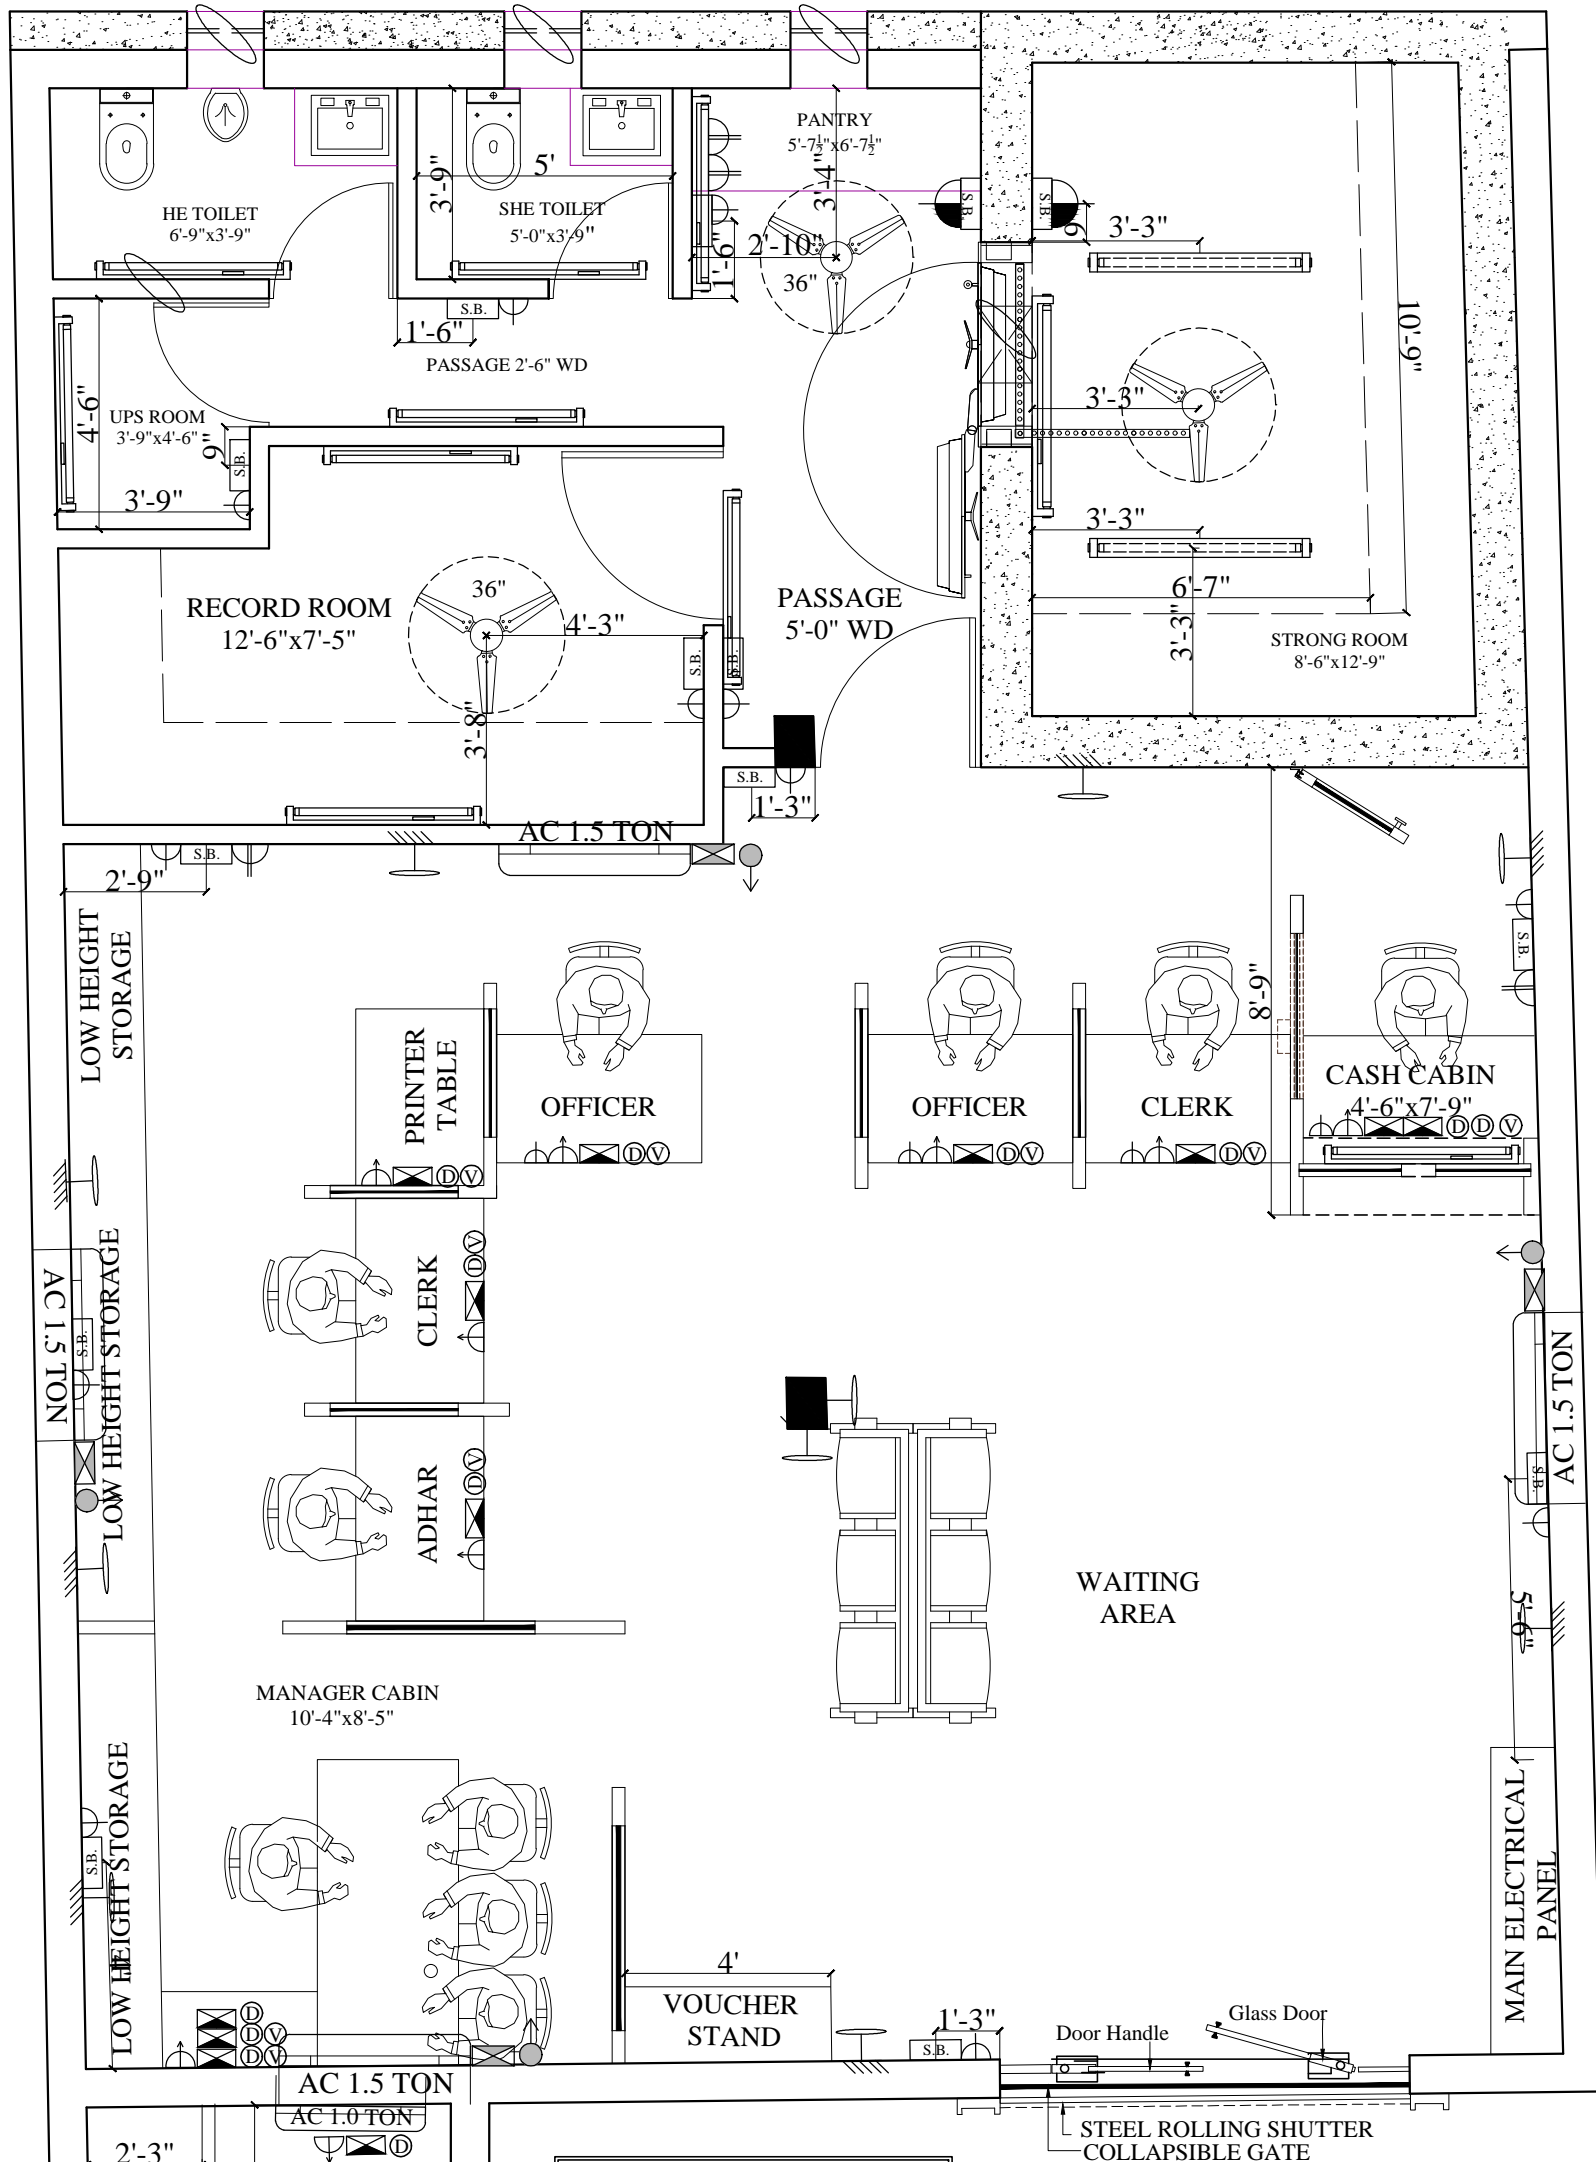 PANTRY
5'-7½"x6'-7½"
3'-4"
3'-9"
5'
HE TOILET
6'-9"x3'-9"
SHE TOILET
5'-0"x3'-9"
S.B.
S.B.
9"
3'-3"
1'-6"
2'-10"
36"
S.B.
1'-6"
PASSAGE 2'-6" WD
10'-9"
3'-3"
4'-6"
UPS ROOM
3'-9"x4'-6"
9"
S.B.
3'-9"
3'-3"
36"
RECORD ROOM
12'-6"x7'-5"
4'-3"
PASSAGE
5'-0" WD
6'-7"
3'-3"
STRONG ROOM
8'-6"x12'-9"
S.B.
S.B.
3'-8"
S.B.
1'-3"
AC 1.5 TON
S.B.
2'-9"
LOW HEIGHT
STORAGE
S.B.
8'-9"
PRINTER
TABLE
OFFICER
OFFICER
CLERK
CASH CABIN
4'-6"x7'-9"
D D V
D V
D V
D V
D V
CLERK
D V
LOW HEIGHT STORAGE
AC 1.5 TON
S.B.
AC 1.5 TON
S.B.
ADHAR
D V
WAITING
AREA
5'-6"
MANAGER CABIN
10'-4"x8'-5"
LOW HEIGHT STORAGE
S.B.
MAIN ELECTRICAL
PANEL
4'
VOUCHER
STAND
D
D V
D V
1'-3"
S.B.
Door Handle
Glass Door
AC 1.5 TON
AC 1.0 TON
D
2'-3"
STEEL ROLLING SHUTTER
COLLAPSIBLE GATE